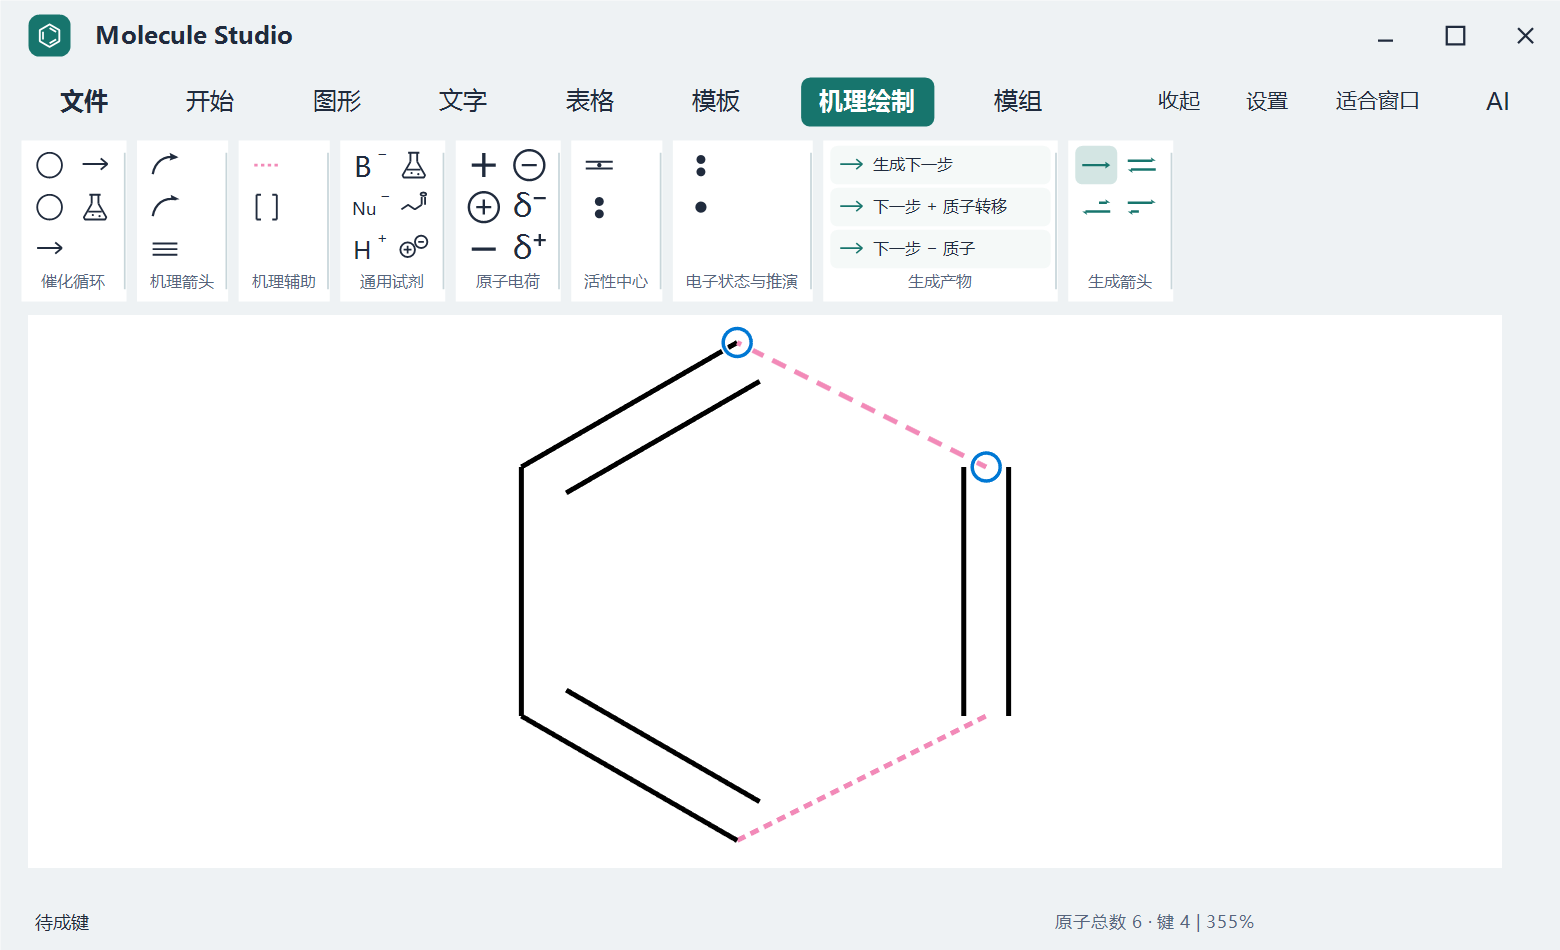 Molecule Studio
文件 开始 图形 文字 表格 模板 机理绘制 模组 收起 设置 适合窗口 AI
B − + − 生成下一步
Nu − + δ− 下一步 + 质子转移
H + − δ+ 下一步 − 质子
催化循环 机理箭头 机理辅助 通用试剂 原子电荷 活性中心 电子状态与推演 生成产物 生成箭头
待成键 原子总数 6 · 键 4 | 355%